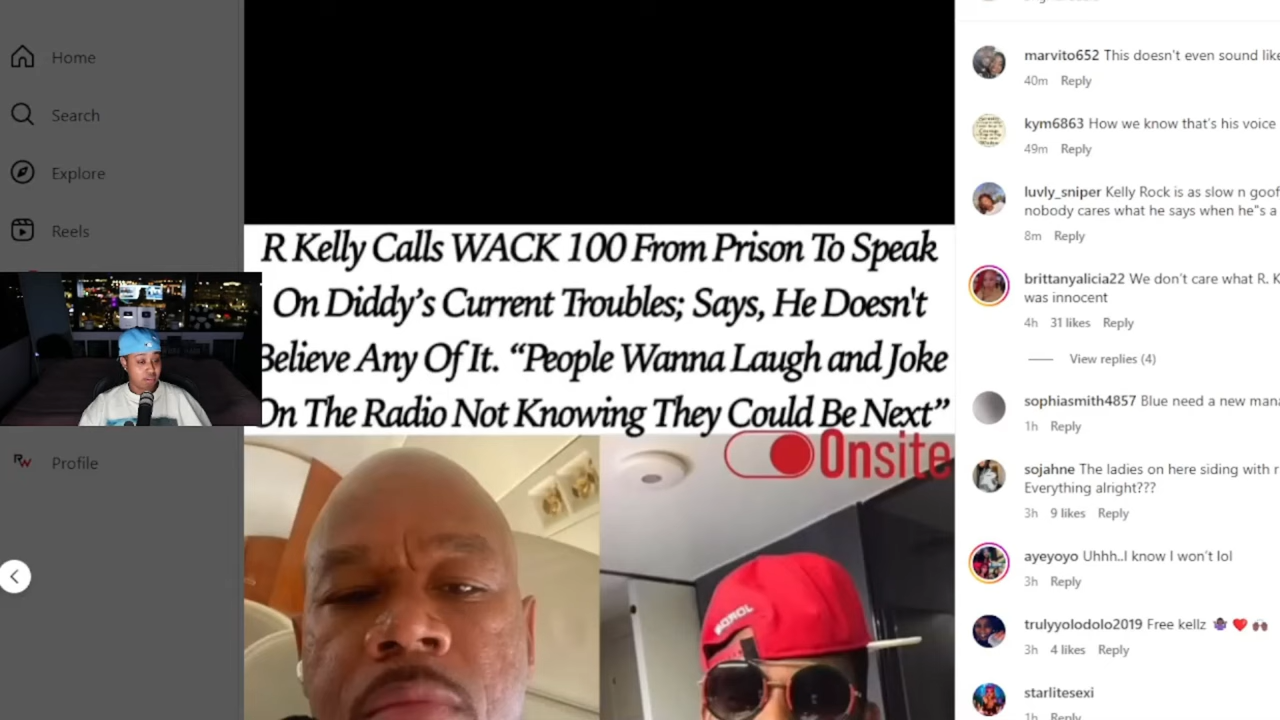 Home
Search
Explore
Reels
Profile
R Kelly Calls WACK 100 From Prison To Speak
On Diddy's Current Troubles; Says, He Doesn't
Believe Any Of It. “People Wanna Laugh and Joke
On The Radio Not Knowing They Could Be Next”
Onsite
marvito652 This doesn't even sound like
40m Reply
kym6863 How we know that's his voice
49m Reply
luvly_sniper Kelly Rock is as slow n goof
nobody cares what he says when he"s a
8m Reply
brittanyalicia22 We don't care what R. K
was innocent
4h 31 likes Reply
View replies (4)
sophiasmith4857 Blue need a new mana
1h Reply
sojahne The ladies on here siding with r
Everything alright???
3h 9 likes Reply
ayeyoyo Uhhh..I know I won't lol
3h Reply
trulyyolodolo2019 Free kellz
3h 4 likes Reply
starlitesexi
1h Reply